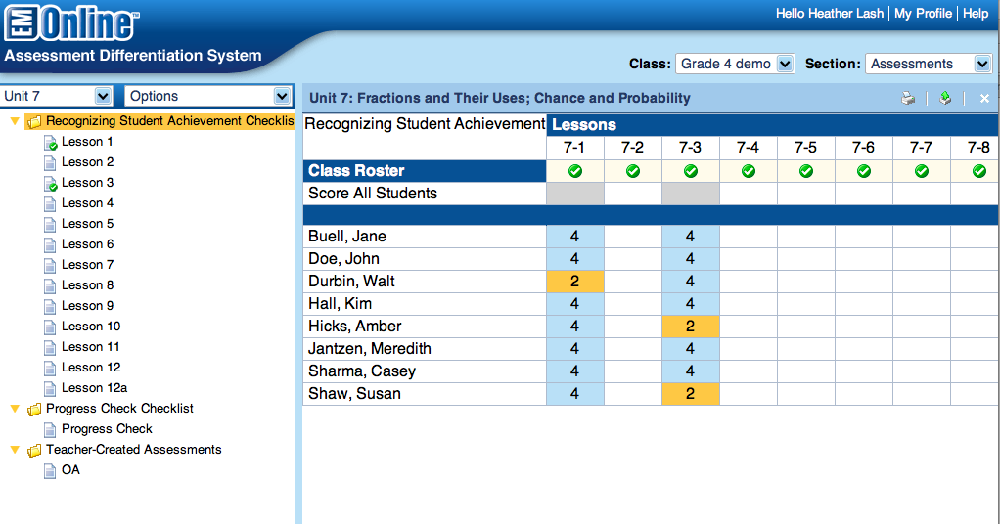 EM Online™
Hello Heather Lash | My Profile | Help
Assessment Differentiation System
Class: Grade 4 demo Section: Assessments
Unit 7 Options
Unit 7: Fractions and Their Uses; Chance and Probability
Recognizing Student Achievement Checklis
Lesson 1
Lesson 2
Lesson 3
Lesson 4
Lesson 5
Lesson 6
Lesson 7
Lesson 8
Lesson 9
Lesson 10
Lesson 11
Lesson 12
Lesson 12a
Progress Check Checklist
Progress Check
Teacher-Created Assessments
OA
Recognizing Student Achievement Lessons
7-1 7-2 7-3 7-4 7-5 7-6 7-7 7-8
Class Roster
Score All Students
Buell, Jane 4 4
Doe, John 4 4
Durbin, Walt 2 4
Hall, Kim 4 4
Hicks, Amber 4 2
Jantzen, Meredith 4 4
Sharma, Casey 4 4
Shaw, Susan 4 2